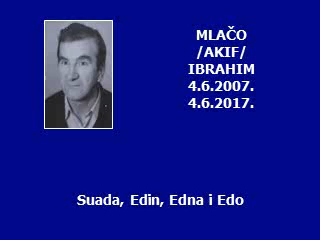 MLAČO
/AKIF/
IBRAHIM
4.6.2007.
4.6.2017.
Suada, Edin, Edna i Edo